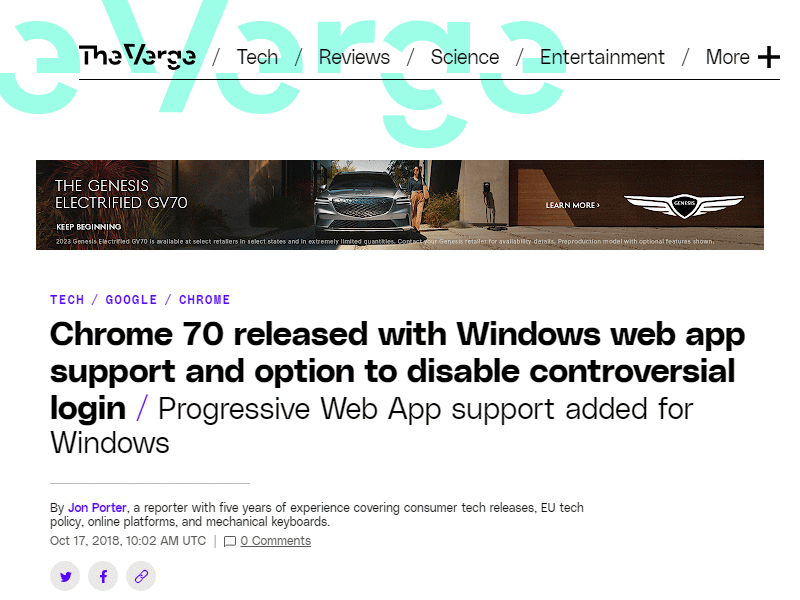 eVerge
The Verge / Tech / Reviews / Science / Entertainment / More
THE GENESIS
ELECTRIFIED GV70
KEEP BEGINNING
LEARN MORE ›
GENESIS
2023 Genesis Electrified GV70 is available at select retailers in select states and in extremely limited quantities. Contact your Genesis retailer for availability details. Preproduction model with optional features shown.
TECH / GOOGLE / CHROME
Chrome 70 released with Windows web app
support and option to disable controversial
login / Progressive Web App support added for
Windows
By Jon Porter, a reporter with five years of experience covering consumer tech releases, EU tech
policy, online platforms, and mechanical keyboards.
Oct 17, 2018, 10:02 AM UTC | 0 Comments